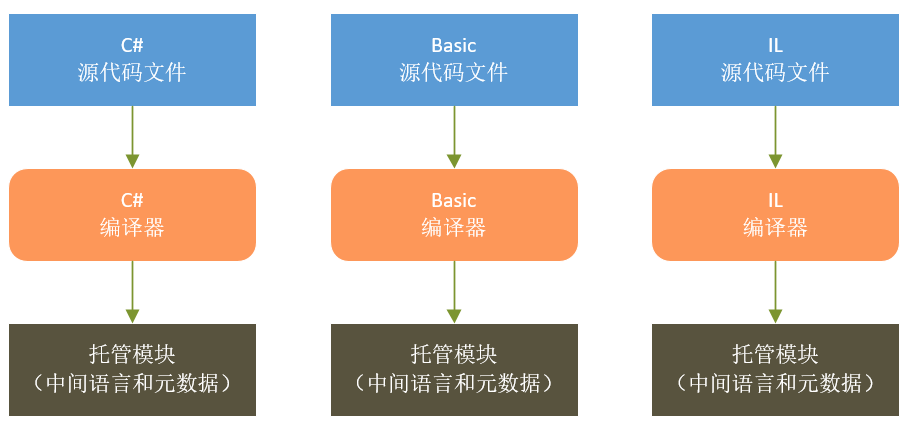 C#
源代码文件
Basic
源代码文件
IL
源代码文件
C#
编译器
Basic
编译器
IL
编译器
托管模块
（中间语言和元数据）
托管模块
（中间语言和元数据）
托管模块
（中间语言和元数据）